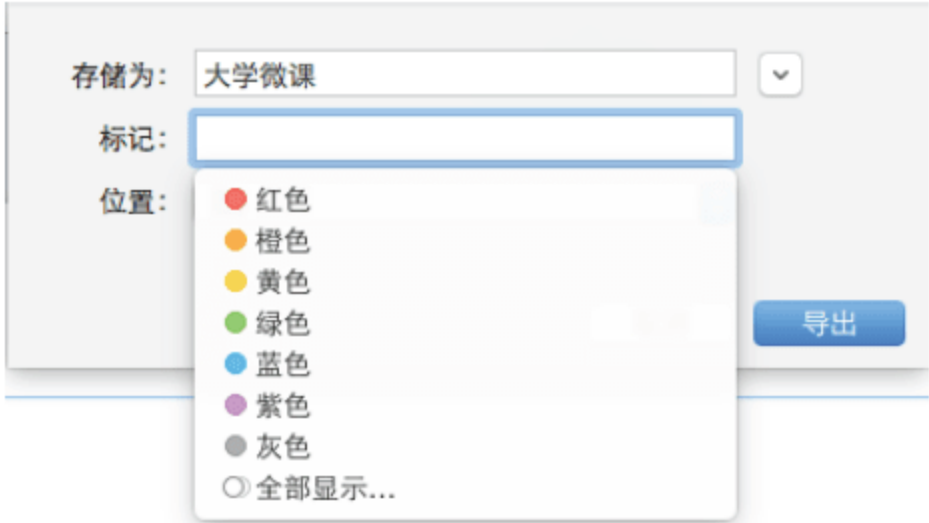 存储为: 大学微课
标记:
位置:
红色
橙色
黄色
绿色
导出
蓝色
紫色
灰色
全部显示...